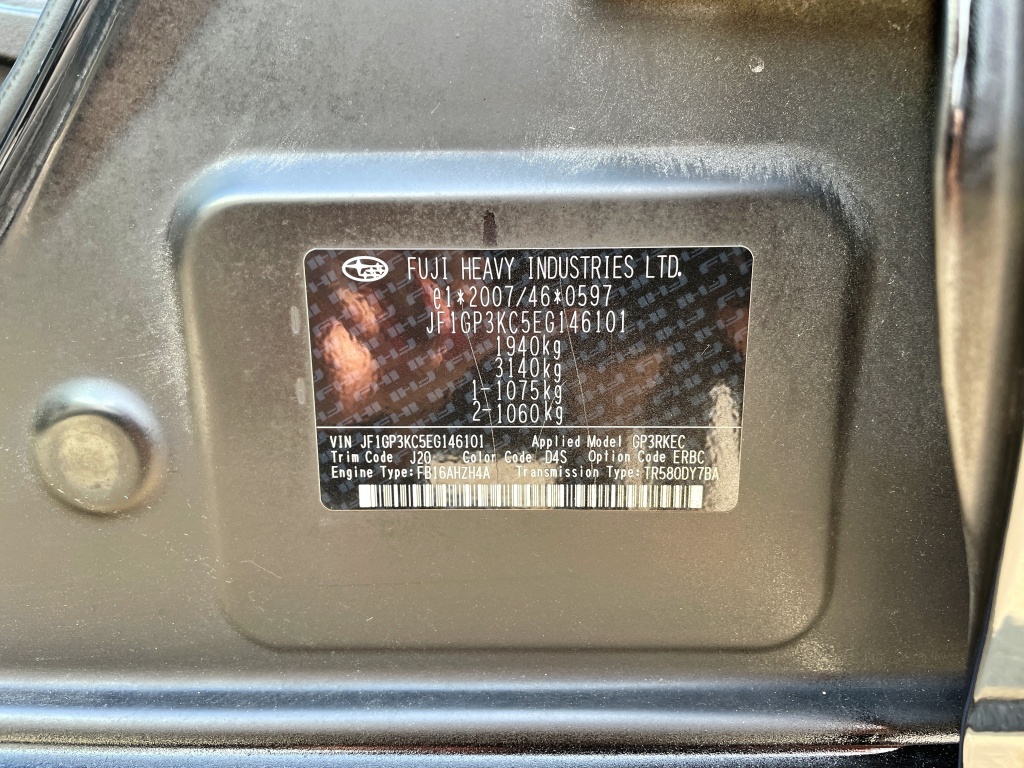 FUJI HEAVY INDUSTRIES LTD.
e1*2007/46*0597
JF1GP3KC5EG146101
1940kg
3140kg
1-1075kg
2-1060kg
VIN JF1GP3KC5EG146101 Applied Model GP3RKEC
Trim Code J20 Color Code D4S Option Code ERBC
Engine Type:FB16AHZH4A Transmission Type:TR580DY7BA